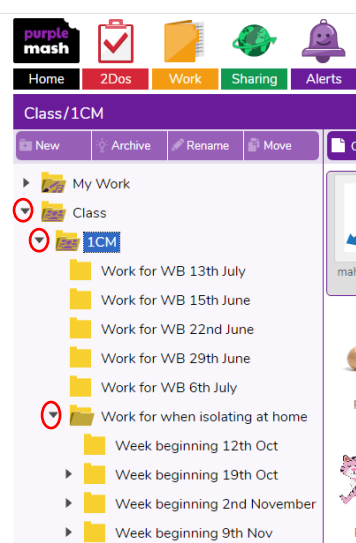 purple
mash
Home 2Dos Work Sharing Alerts
Class/1CM
New Archive Rename Move
My Work
Class
1CM
Work for WB 13th July
Work for WB 15th June
Work for WB 22nd June
Work for WB 29th June
Work for WB 6th July
Work for when isolating at home
Week beginning 12th Oct
Week beginning 19th Oct
Week beginning 2nd November
Week beginning 9th Nov